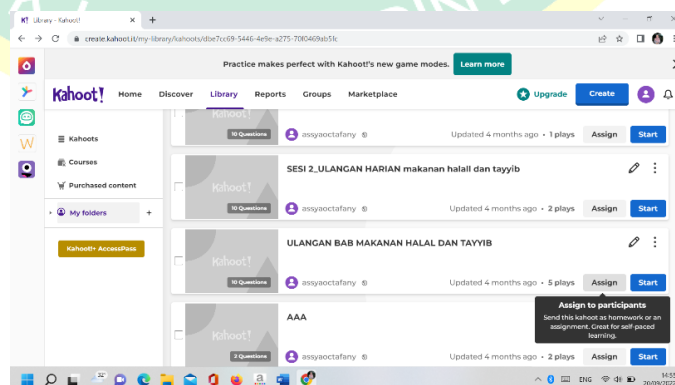 Library - Kahoot!
create.kahoot.it/my-library/kahoots/dbe7cc69-5446-4e9e-a275-70f0469ab51c
Practice makes perfect with Kahoot!'s new game modes. Learn more
Kahoot! Home Discover Library Reports Groups Marketplace Upgrade Create
Kahoots
Courses
Purchased content
My folders +
Kahoot!+ AccessPass
Kahoot!
10 Questions assyaoctafany Updated 4 months ago • 1 plays Assign Start
SESI 2_ULANGAN HARIAN makanan halall dan tayyib
Kahoot!
10 Questions assyaoctafany Updated 4 months ago • 2 plays Assign Start
ULANGAN BAB MAKANAN HALAL DAN TAYYIB
Kahoot!
10 Questions assyaoctafany Updated 4 months ago • 5 plays Assign Start
Assign to participants
Send this kahoot as homework or an
assignment. Great for self-paced
learning.
AAA
Kahoot!
2 Questions assyaoctafany Updated 4 months ago • 2 plays Assign Start
ENG